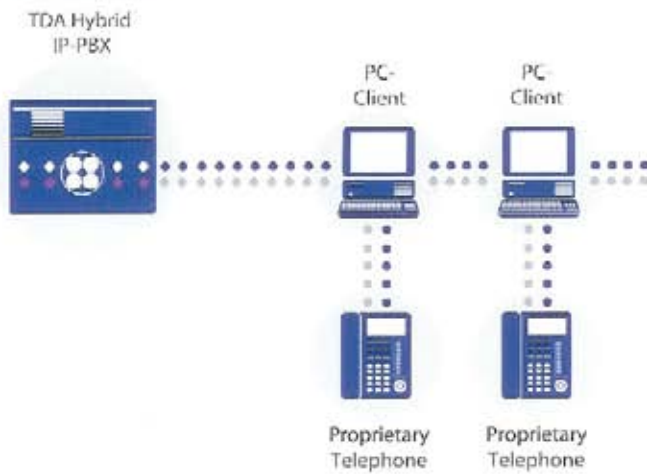 TDA Hybrid
IP-PBX
PC-
Client
PC-
Client
Proprietary
Telephone
Proprietary
Telephone